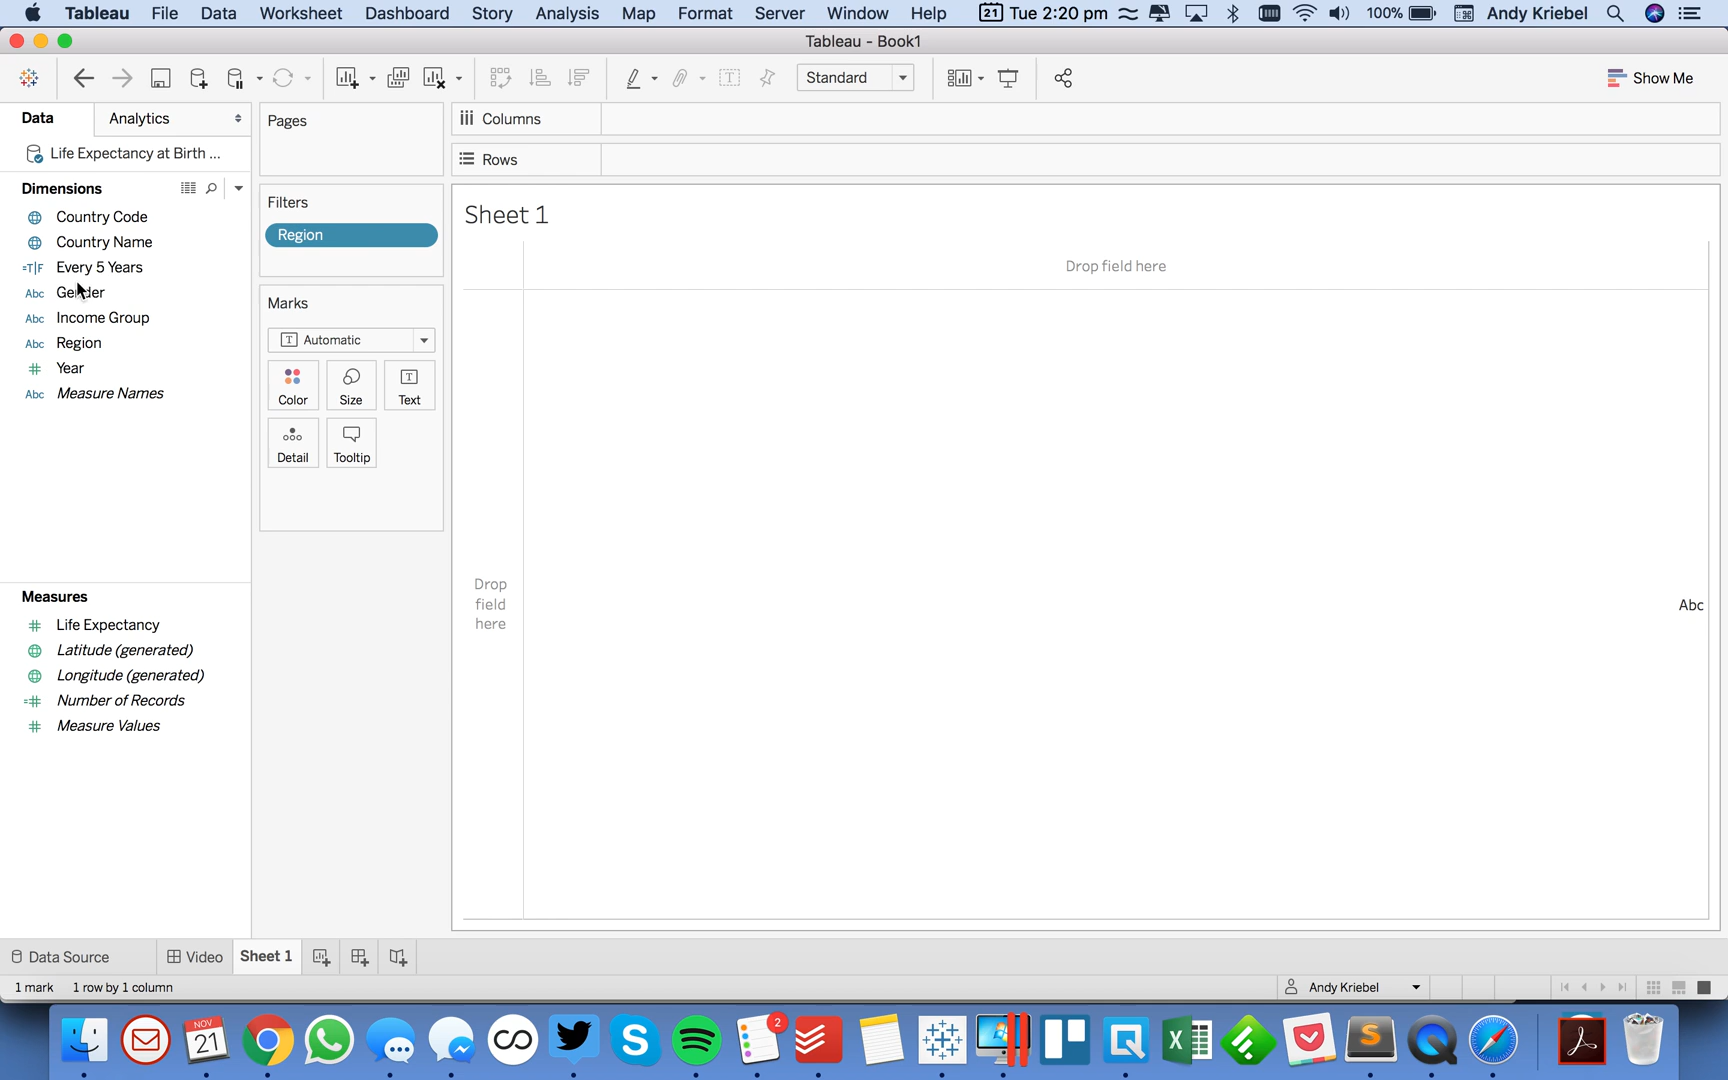 Tableau File Data Worksheet Dashboard Story Analysis Map Format Server Window Help 21 Tue 2:20 pm 100% Andy Kriebel
Tableau - Book1
Standard Show Me
Data Analytics
Life Expectancy at Birth ...
Dimensions
Country Code
Country Name
=T|F Every 5 Years
Abc Gender
Abc Income Group
Abc Region
# Year
Abc Measure Names
Measures
# Life Expectancy
Latitude (generated)
Longitude (generated)
=# Number of Records
# Measure Values
Pages
Filters
Region
Marks
T Automatic
Color Size Text
Detail Tooltip
Columns
Rows
Sheet 1
Drop field here
Drop
field
here
Abc
Data Source Video Sheet 1
1 mark 1 row by 1 column Andy Kriebel
NOV
21
2